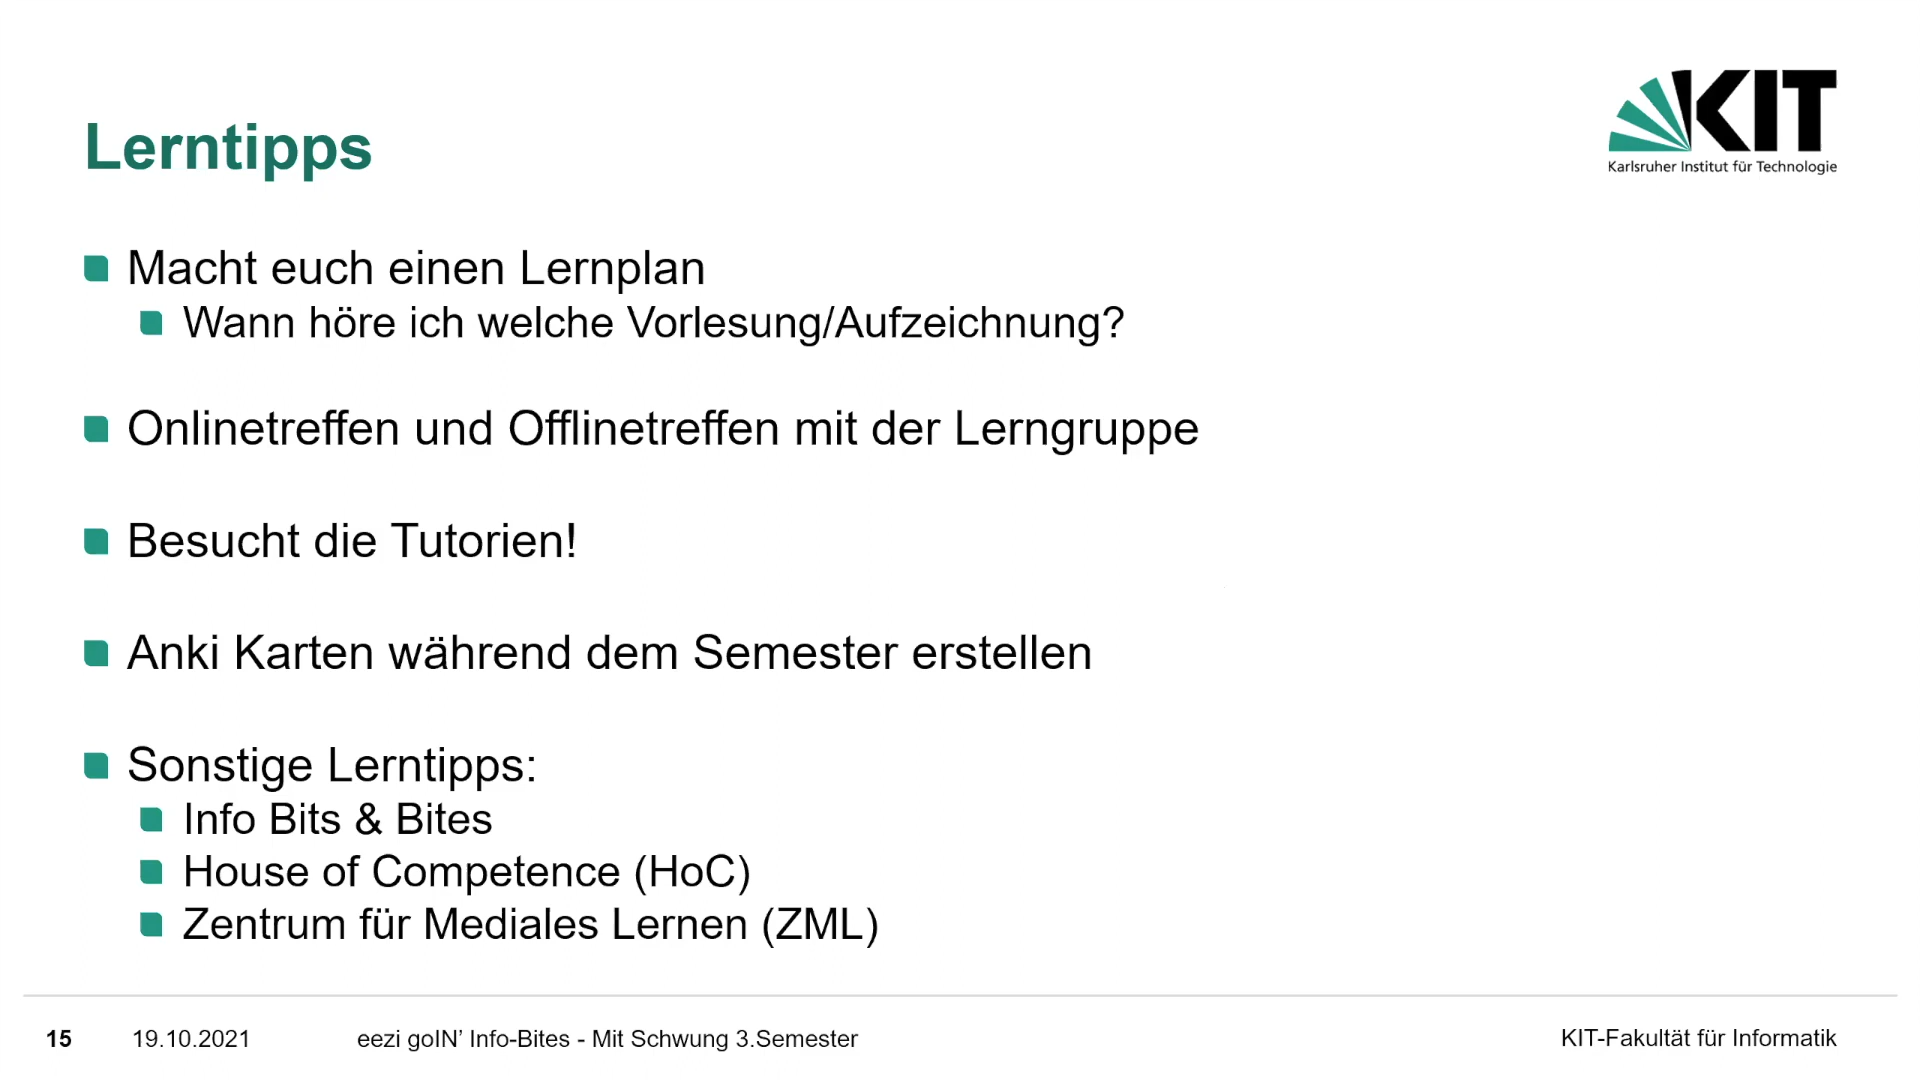 KIT
Karlsruher Institut für Technologie
Lerntipps
Macht euch einen Lernplan
Wann höre ich welche Vorlesung/Aufzeichnung?
Onlinetreffen und Offlinetreffen mit der Lerngruppe
Besucht die Tutorien!
Anki Karten während dem Semester erstellen
Sonstige Lerntipps:
Info Bits & Bites
House of Competence (HoC)
Zentrum für Mediales Lernen (ZML)
15 19.10.2021 eezi goIN’ Info-Bites - Mit Schwung 3.Semester KIT-Fakultät für Informatik